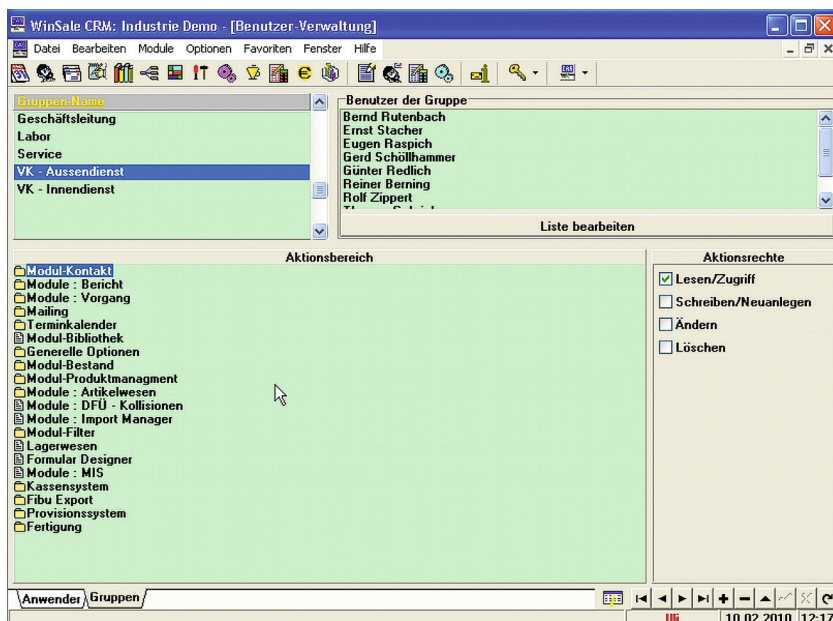 WinSale CRM: Industrie Demo - [Benutzer-Verwaltung]
Datei Bearbeiten Module Optionen Favoriten Fenster Hilfe
Gruppen-Name
Geschäftsleitung
Labor
Service
VK - Aussendienst
VK - Innendienst
Benutzer der Gruppe
Bernd Rutenbach
Ernst Stacher
Eugen Raspich
Gerd Schöllhammer
Günter Redlich
Reiner Berning
Rolf Zippert
Liste bearbeiten
Aktionsbereich
Modul-Kontakt
Module : Bericht
Module : Vorgang
Mailing
Terminkalender
Modul-Bibliothek
Generelle Optionen
Modul-Bestand
Modul-Produktmanagment
Module : Artikelwesen
Module : DFÜ - Kollisionen
Module : Import Manager
Modul-Filter
Lagerwesen
Formular Designer
Module : MIS
Kassensystem
Fibu Export
Provisionssystem
Fertigung
Aktionsrechte
Lesen/Zugriff
Schreiben/Neuanlegen
Ändern
Löschen
Anwender Gruppen
Uli 10.02.2010 12:17